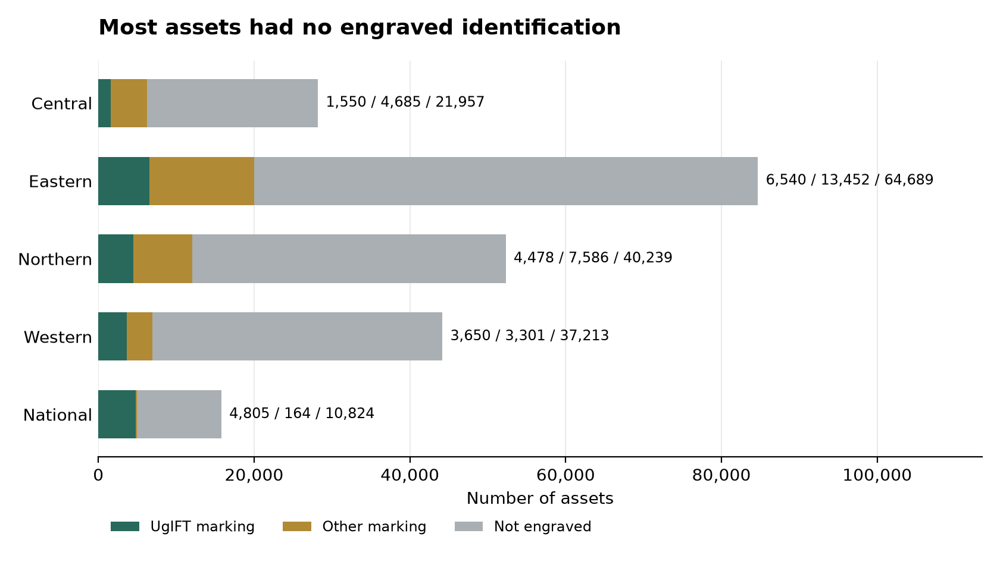 Most assets had no engraved identification
Central
1,550 / 4,685 / 21,957
Eastern
6,540 / 13,452 / 64,689
Northern
4,478 / 7,586 / 40,239
Western
3,650 / 3,301 / 37,213
National
4,805 / 164 / 10,824
0 20,000 40,000 60,000 80,000 100,000
Number of assets
UgIFT marking Other marking Not engraved